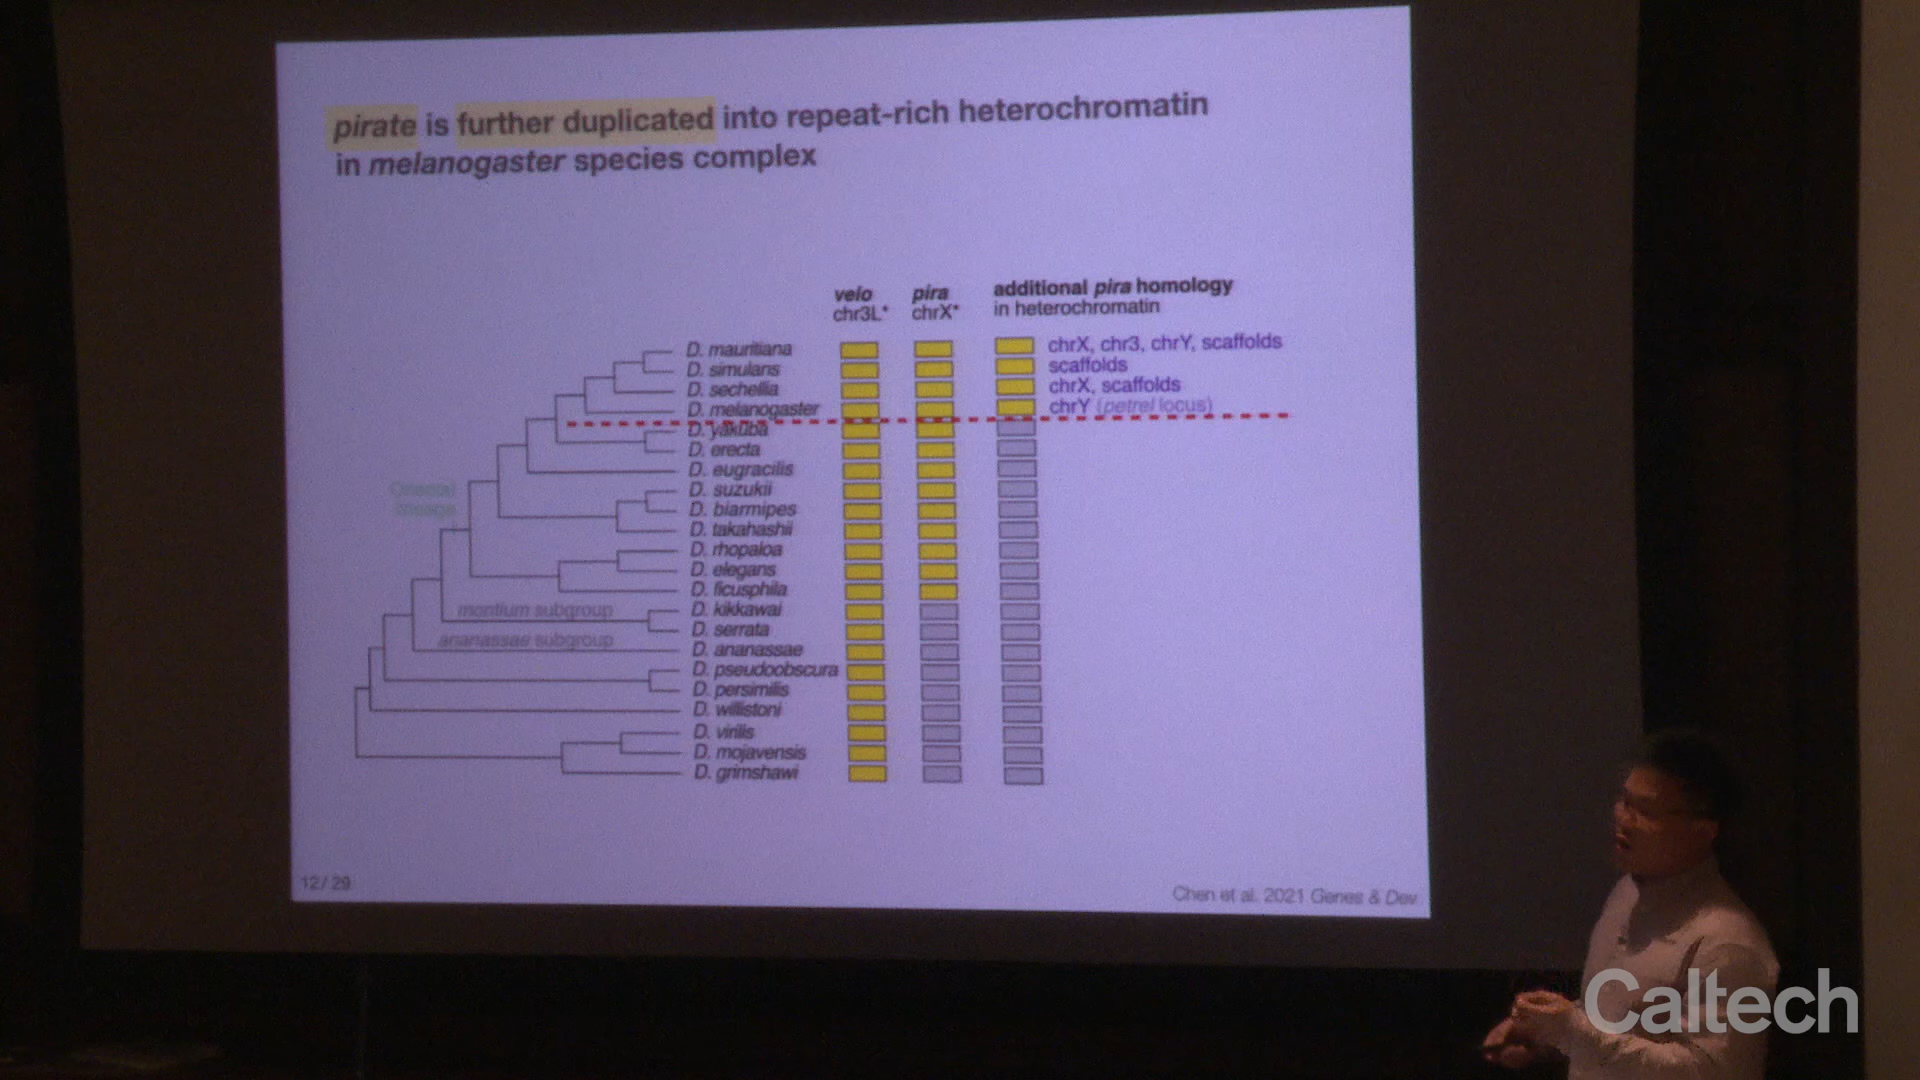 pirate is further duplicated into repeat-rich heterochromatin
in melanogaster species complex
velo
chr3L*
pira
chrX*
additional pira homology
in heterochromatin
D. mauritiana chrX, chr3, chrY, scaffolds
D. simulans scaffolds
D. sechellia chrX, scaffolds
D. melanogaster chrY (petrel locus)
D. yakuba
D. erecta
D. eugracilis
D. suzukii
D. biarmipes
D. takahashii
D. rhopaloa
D. elegans
D. ficusphila
D. kikkawai
D. serrata
D. ananassae
D. pseudoobscura
D. persimilis
D. willistoni
D. virilis
D. mojavensis
D. grimshawi
Oriental
lineage
montium subgroup
ananassae subgroup
12 / 29
Chen et al. 2021 Genes & Dev
Caltech